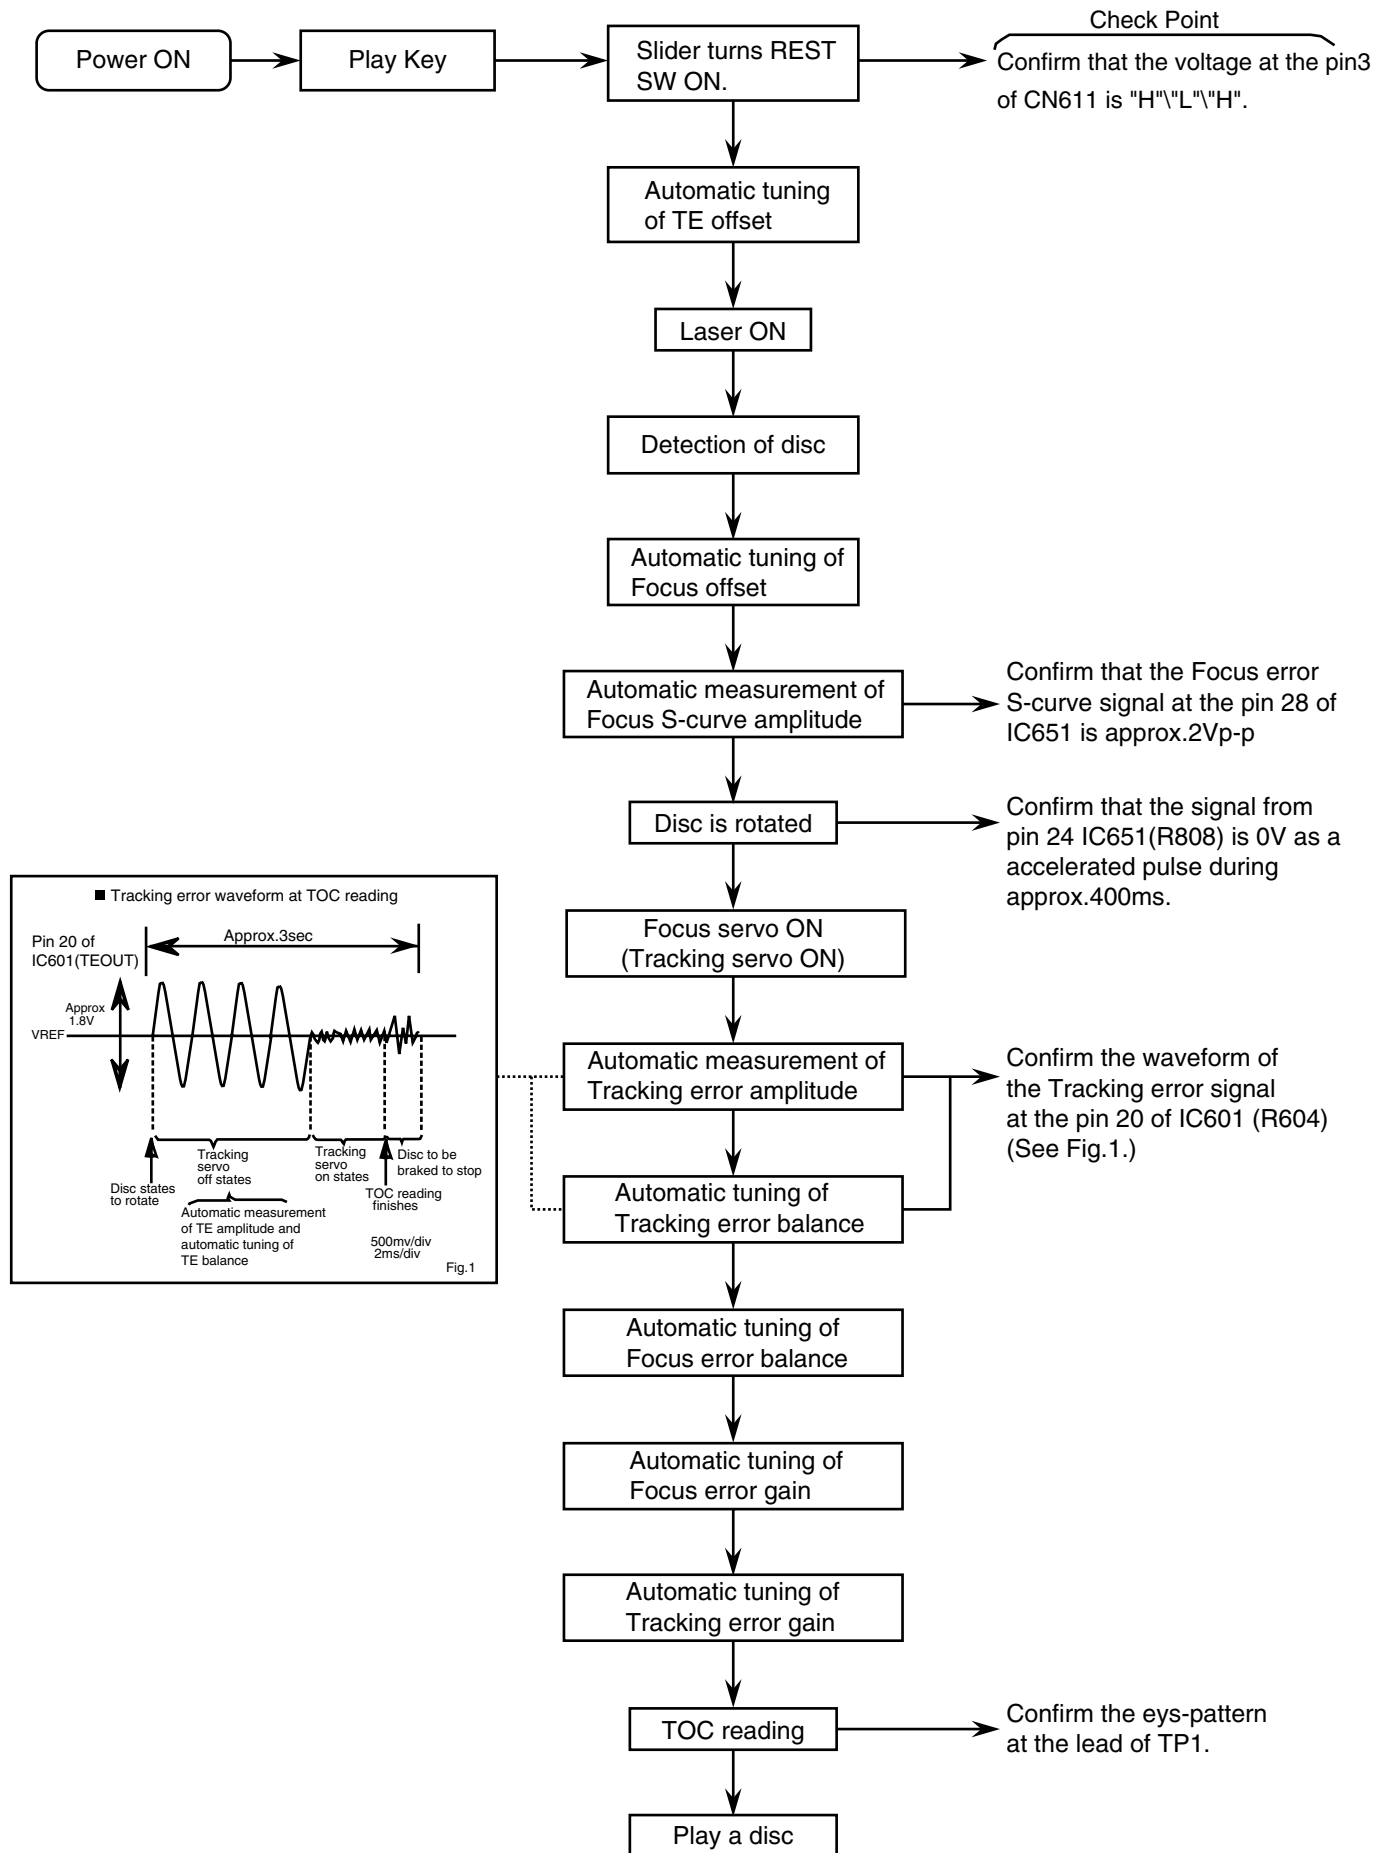 Check Point
Power ON
Play Key
Slider turns REST
SW ON.
Confirm that the voltage at the pin3
of CN611 is "H"\"L"\"H".
Automatic tuning
of TE offset
Laser ON
Detection of disc
Automatic tuning of
Focus offset
Automatic measurement of
Focus S-curve amplitude
Confirm that the Focus error
S-curve signal at the pin 28 of
IC651 is approx.2Vp-p
Disc is rotated
Confirm that the signal from
pin 24 IC651(R808) is 0V as a
accelerated pulse during
approx.400ms.
Focus servo ON
(Tracking servo ON)
■ Tracking error waveform at TOC reading
Pin 20 of
IC601(TEOUT)
Approx.3sec
Approx
1.8V
VREF
Disc states
to rotate
Tracking
servo
off states
Tracking
servo
on states
Disc to be
braked to stop
TOC reading
finishes
Automatic measurement
of TE amplitude and
automatic tuning of
TE balance
500mv/div
2ms/div
Fig.1
Automatic measurement of
Tracking error amplitude
Confirm the waveform of
the Tracking error signal
at the pin 20 of IC601 (R604)
(See Fig.1.)
Automatic tuning of
Tracking error balance
Automatic tuning of
Focus error balance
Automatic tuning of
Focus error gain
Automatic tuning of
Tracking error gain
TOC reading
Confirm the eys-pattern
at the lead of TP1.
Play a disc